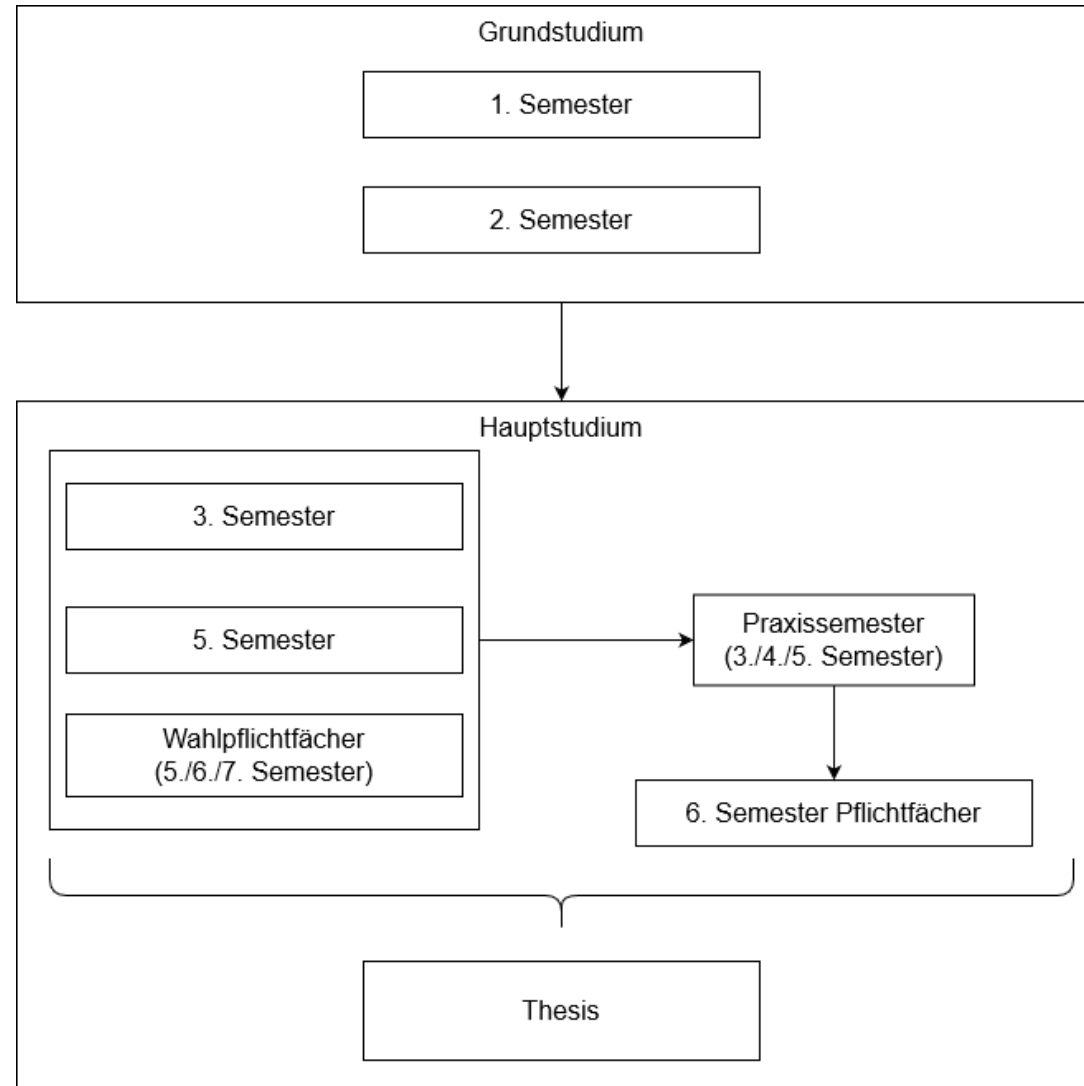 Grundstudium
1. Semester
2. Semester
Hauptstudium
3. Semester
5. Semester
Wahlpflichtfächer
(5./6./7. Semester)
Praxissemester
(3./4./5. Semester)
6. Semester Pflichtfächer
Thesis